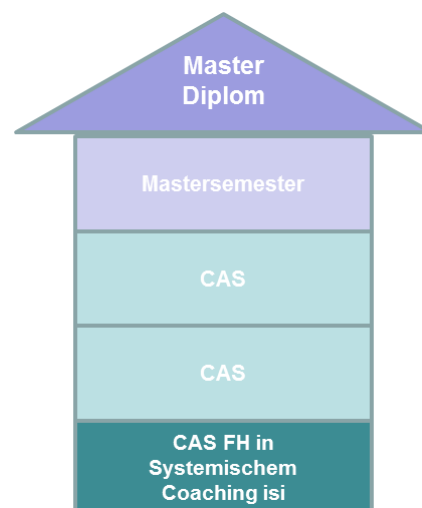 Master
Diplom
Mastersemester
CAS
CAS
CAS FH in
Systemischem
Coaching isi